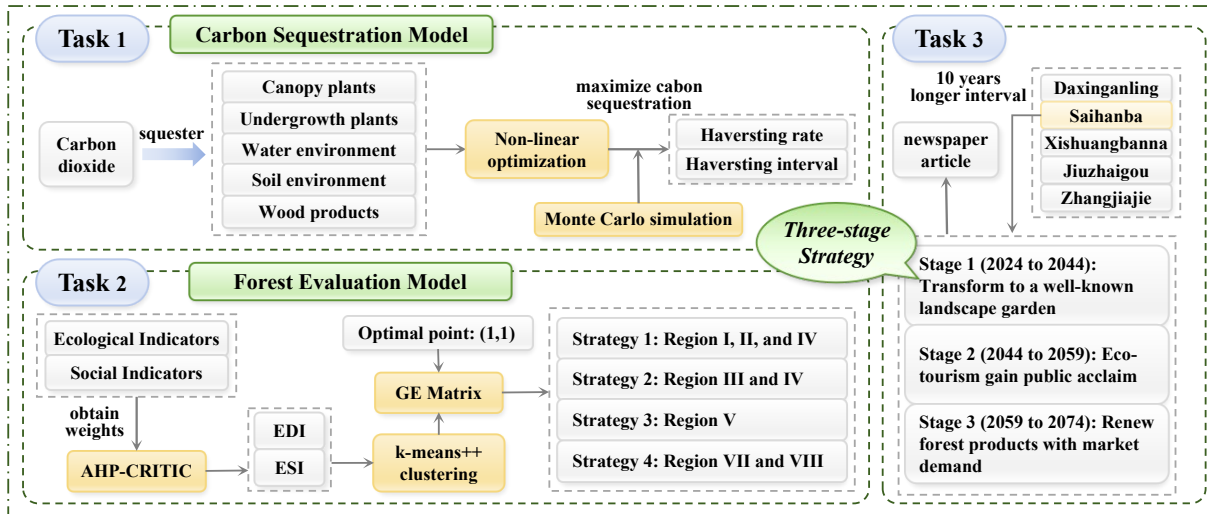 Task 1
Carbon Sequestration Model
Carbon
dioxide
squester
Canopy plants
Undergrowth plants
Water environment
Soil environment
Wood products
Non-linear
optimization
maximize cabon
sequestration
Haversting rate
Haversting interval
Monte Carlo simulation
Task 2
Forest Evaluation Model
Ecological Indicators
Social Indicators
obtain
weights
AHP-CRITIC
EDI
ESI
k-means++
clustering
GE Matrix
Optimal point: (1,1)
Strategy 1: Region I, II, and IV
Strategy 2: Region III and IV
Strategy 3: Region V
Strategy 4: Region VII and VIII
Task 3
10 years
longer interval
newspaper
article
Daxinganling
Saihanba
Xishuangbanna
Jiuzhaigou
Zhangjiajie
Three-stage
Strategy
Stage 1 (2024 to 2044):
Transform to a well-known
landscape garden
Stage 2 (2044 to 2059): Eco-
tourism gain public acclaim
Stage 3 (2059 to 2074): Renew
forest products with market
demand